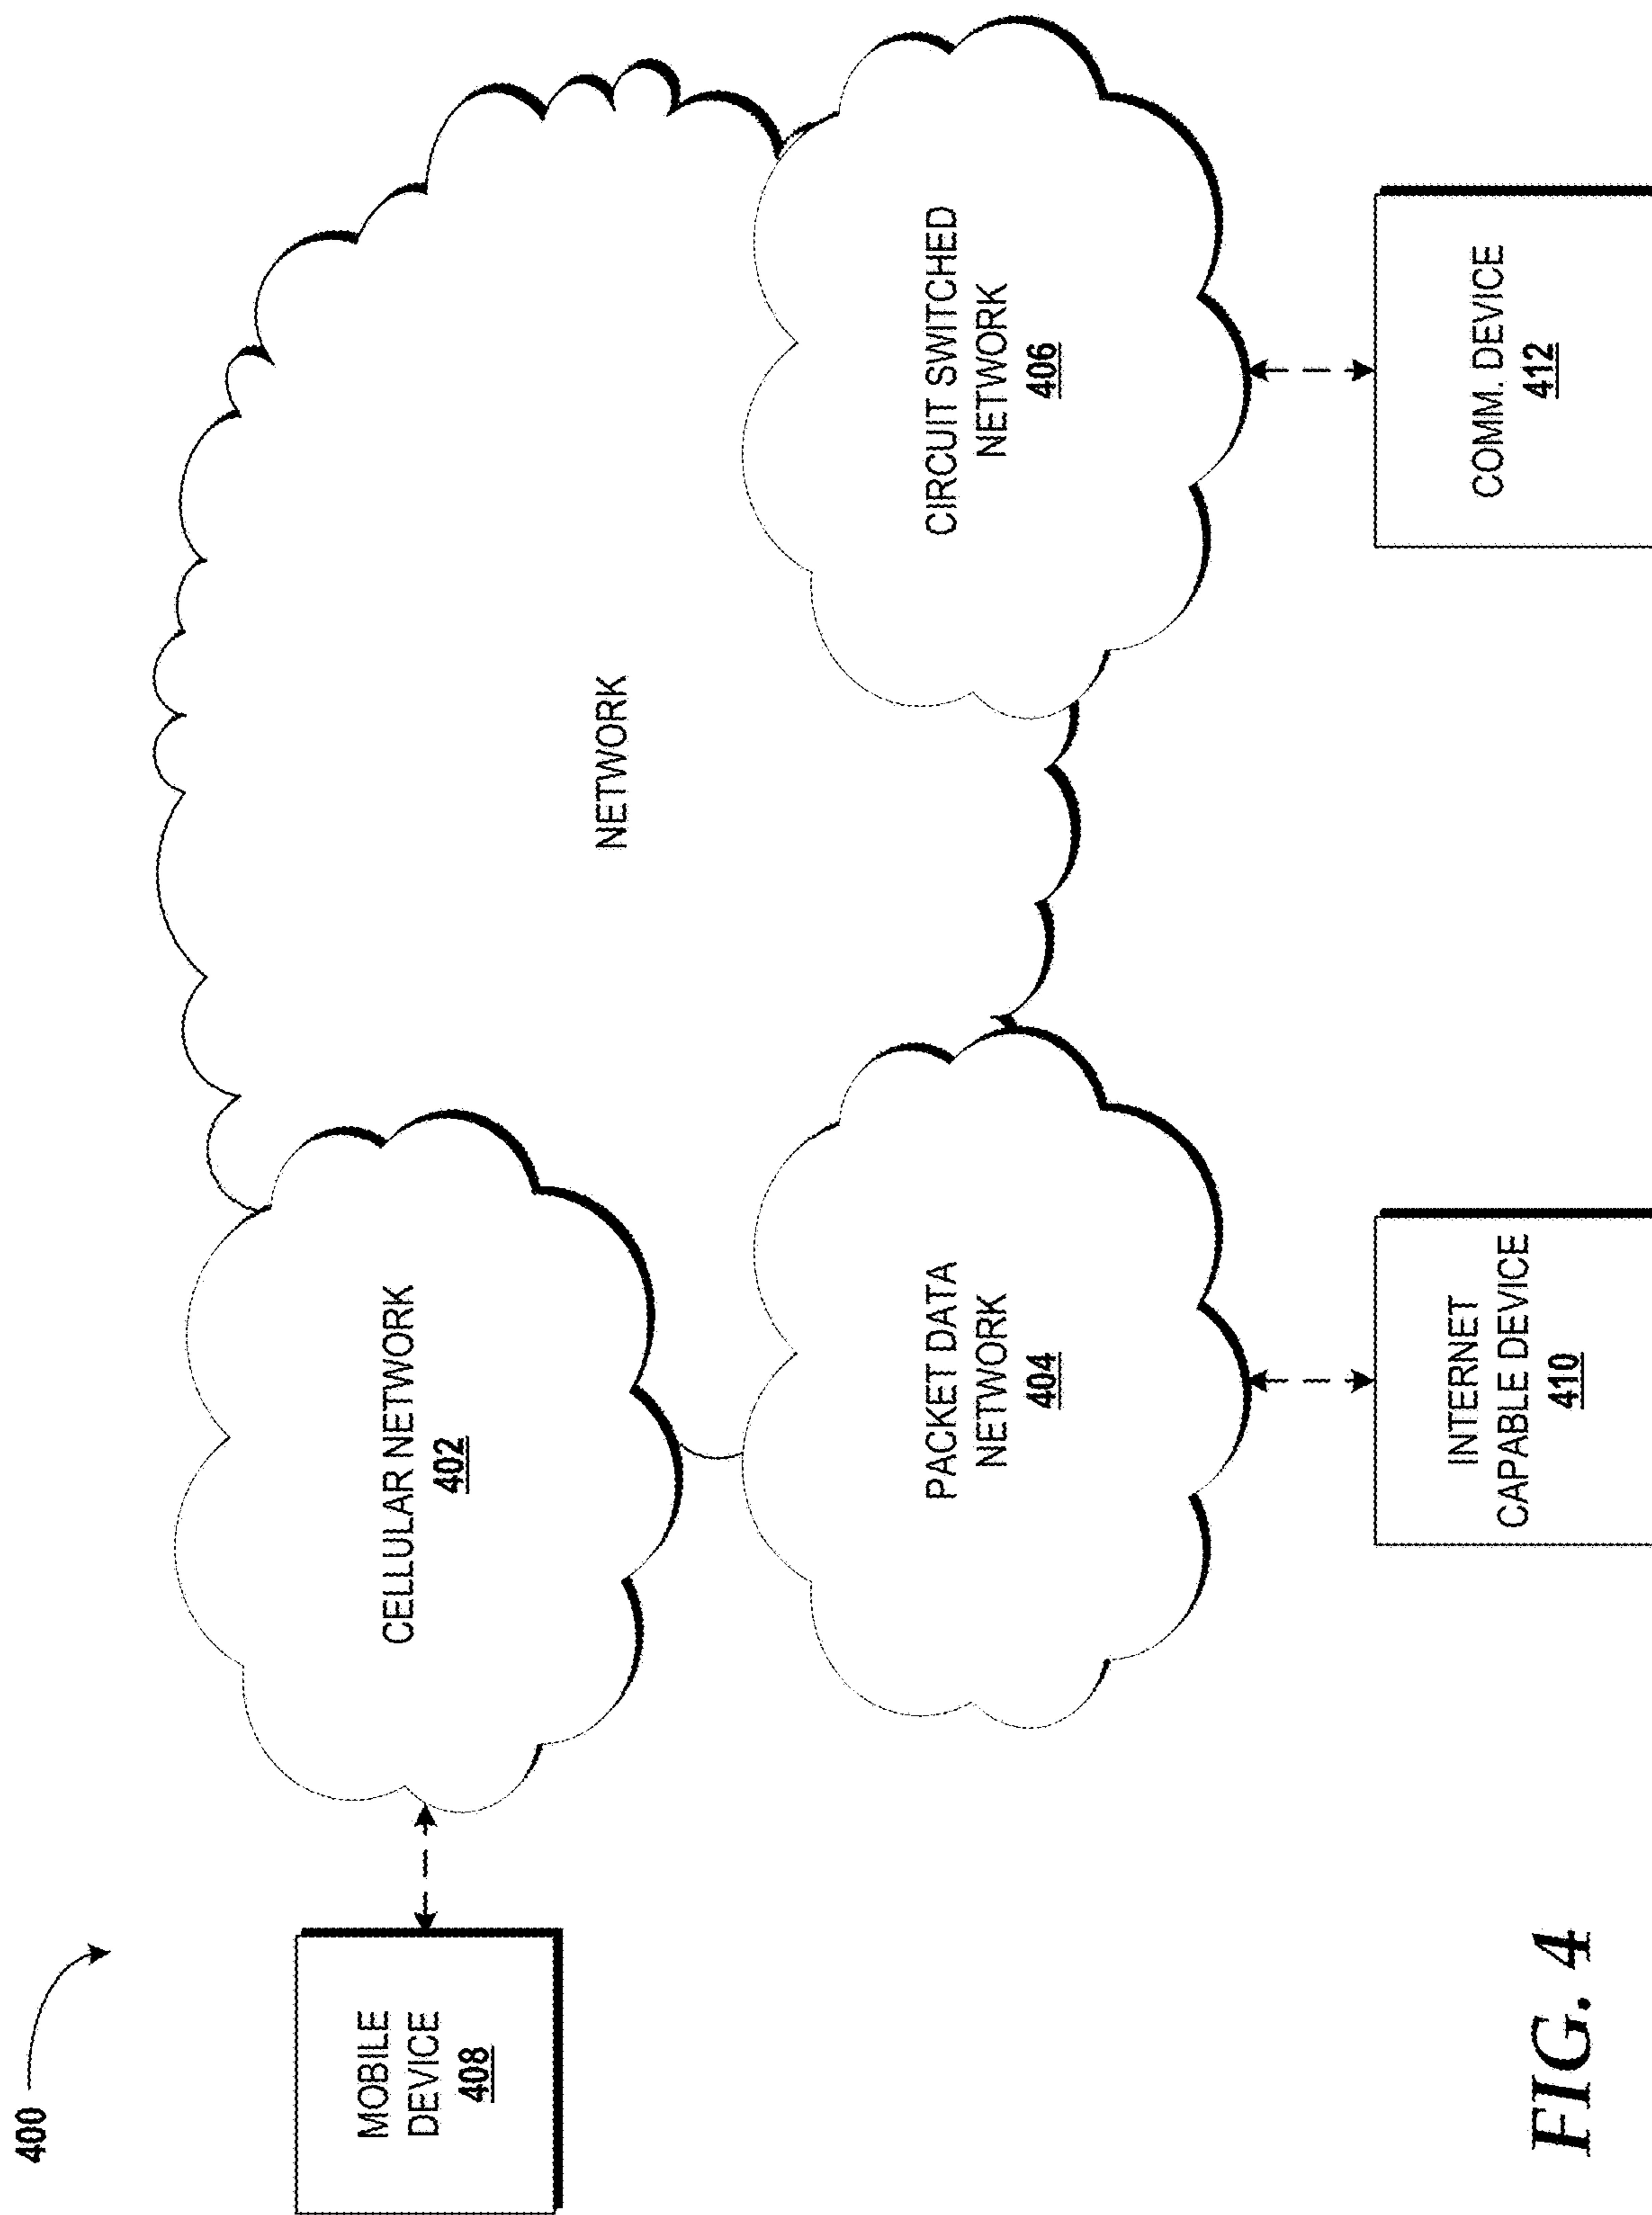 400
MOBILE
DEVICE
408
CELLULAR NETWORK
402
NETWORK
PACKET DATA
NETWORK
404
CIRCUIT SWITCHED
NETWORK
406
INTERNET
CAPABLE DEVICE
410
COMM. DEVICE
412
FIG. 4